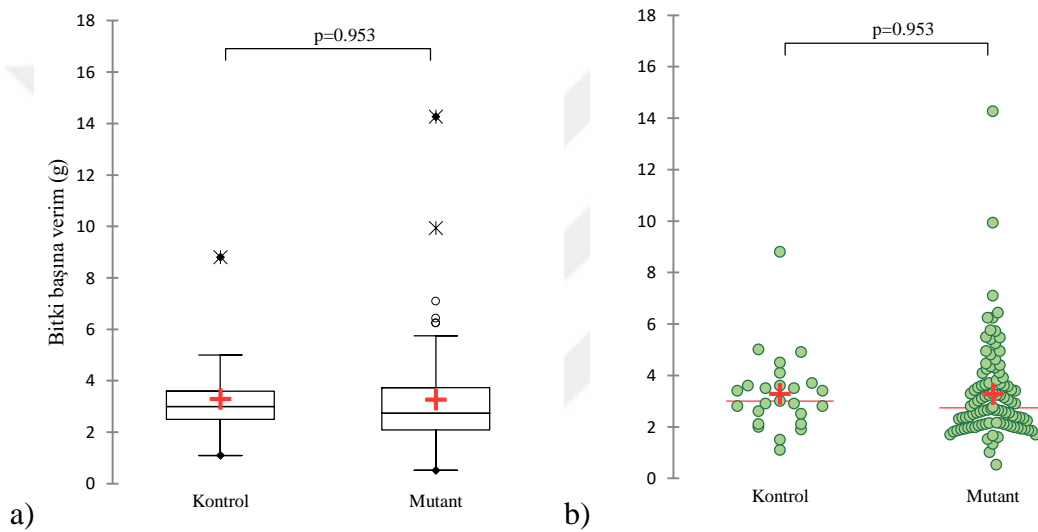 p=0.953
18
16
14
12
10
8
6
4
2
0
Bitki başına verim (g)
Kontrol
Mutant
a)
p=0.953
18
16
14
12
10
8
6
4
2
0
Kontrol
Mutant
b)